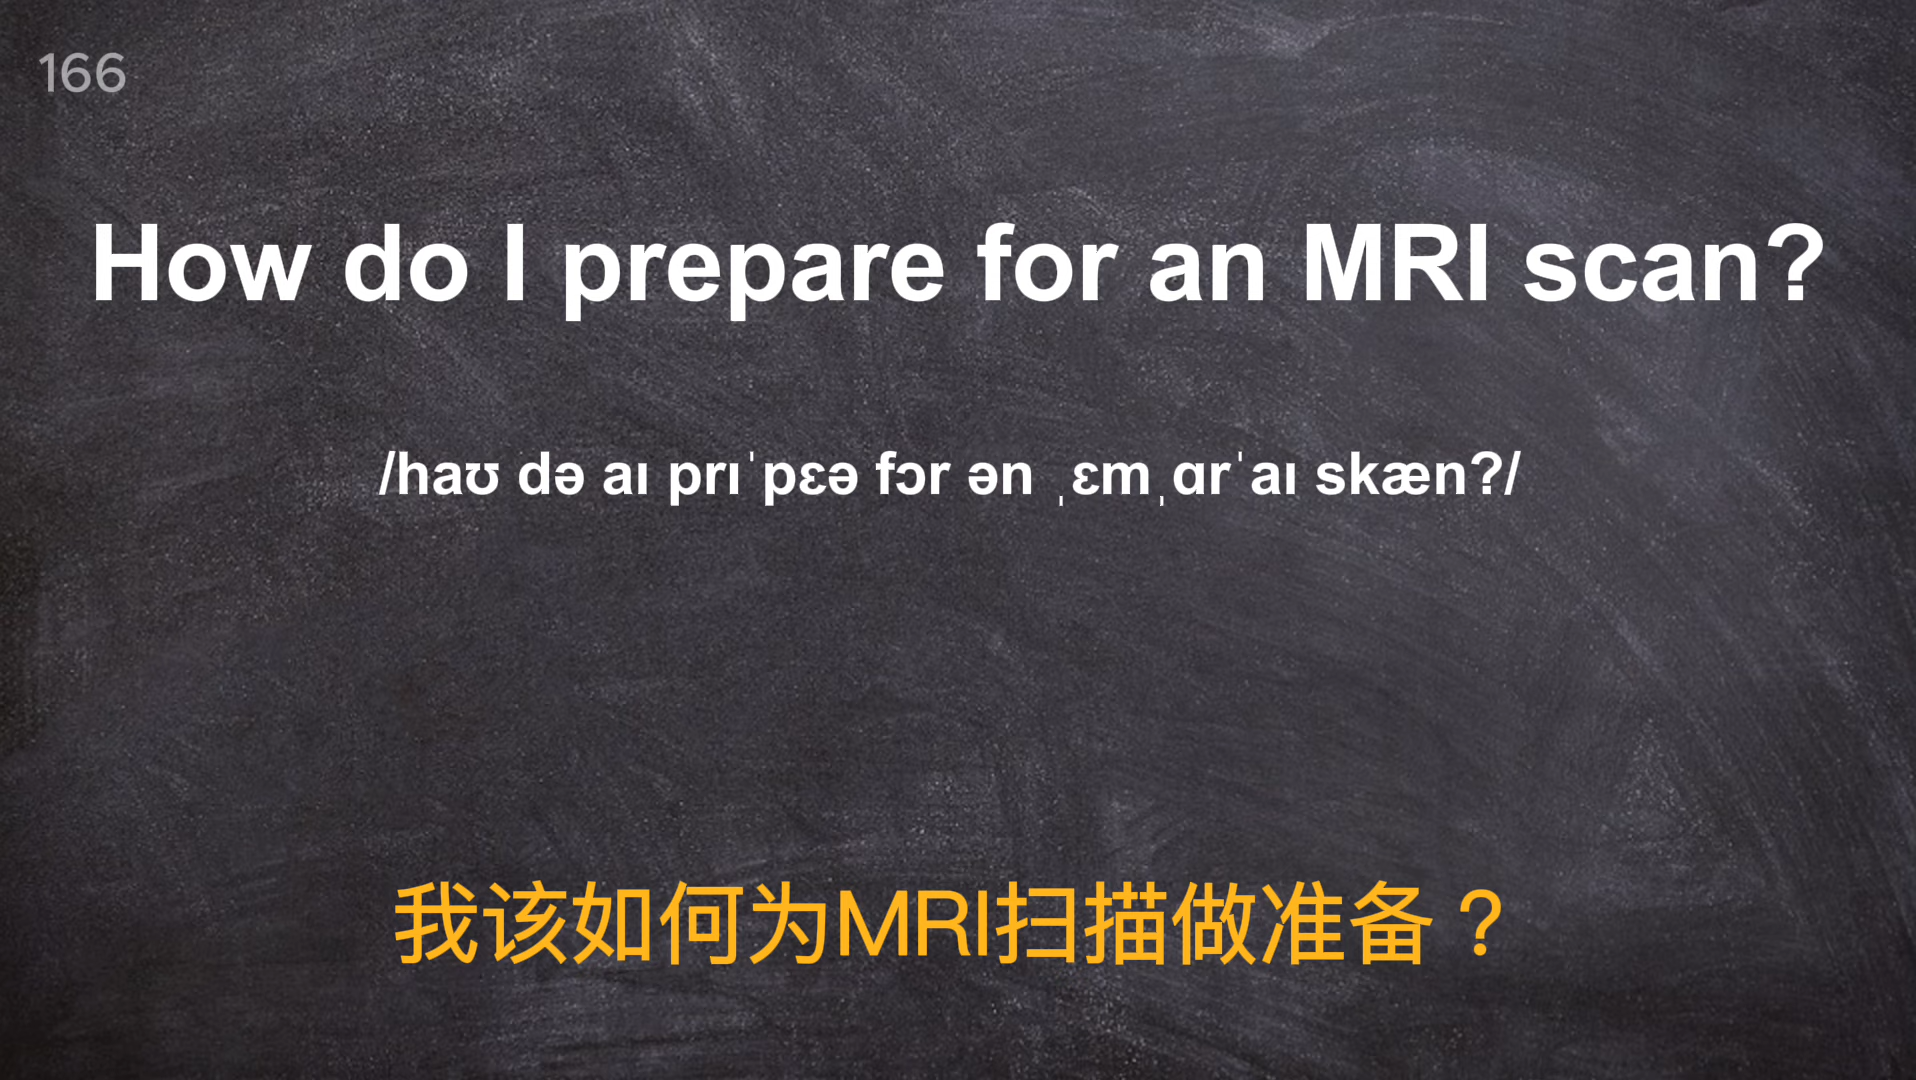 166
How do I prepare for an MRI scan?
/haʊ də aɪ prɪˈpɛə fɔr ən ˌɛmˌɑrˈaɪ skæn?/
我该如何为MRI扫描做准备？